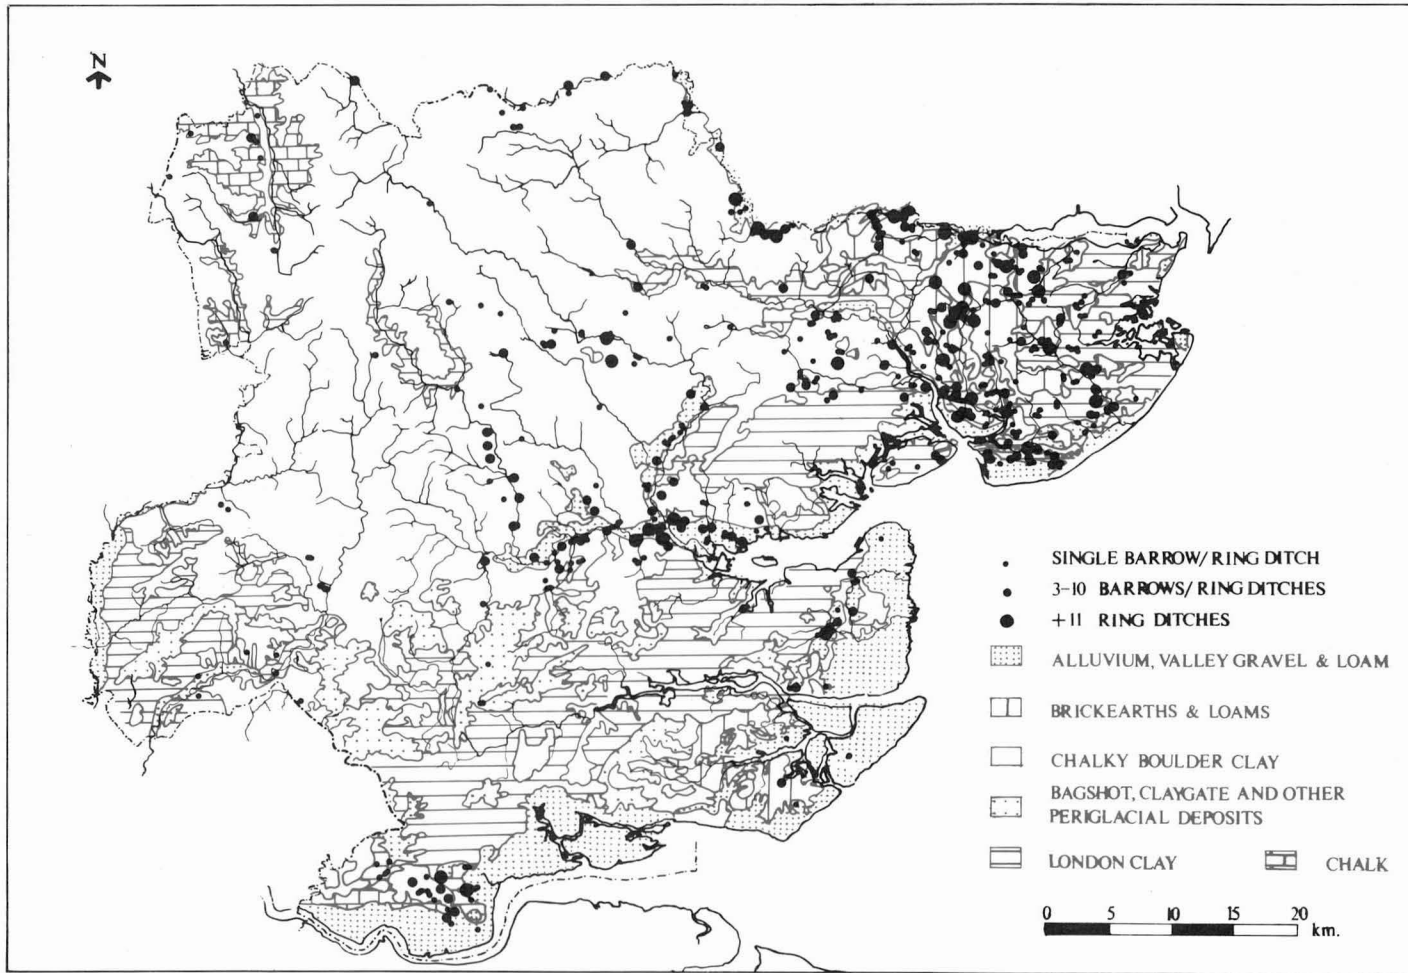 N
SINGLE BARROW/ RING DITCH
3-10 BARROWS/ RING DITCHES
+11 RING DITCHES
ALLUVIUM, VALLEY GRAVEL & LOAM
BRICKEARTHS & LOAMS
CHALKY BOULDER CLAY
BAGSHOT, CLAYGATE AND OTHER
PERIGLACIAL DEPOSITS
LONDON CLAY CHALK
0 5 10 15 20
km.